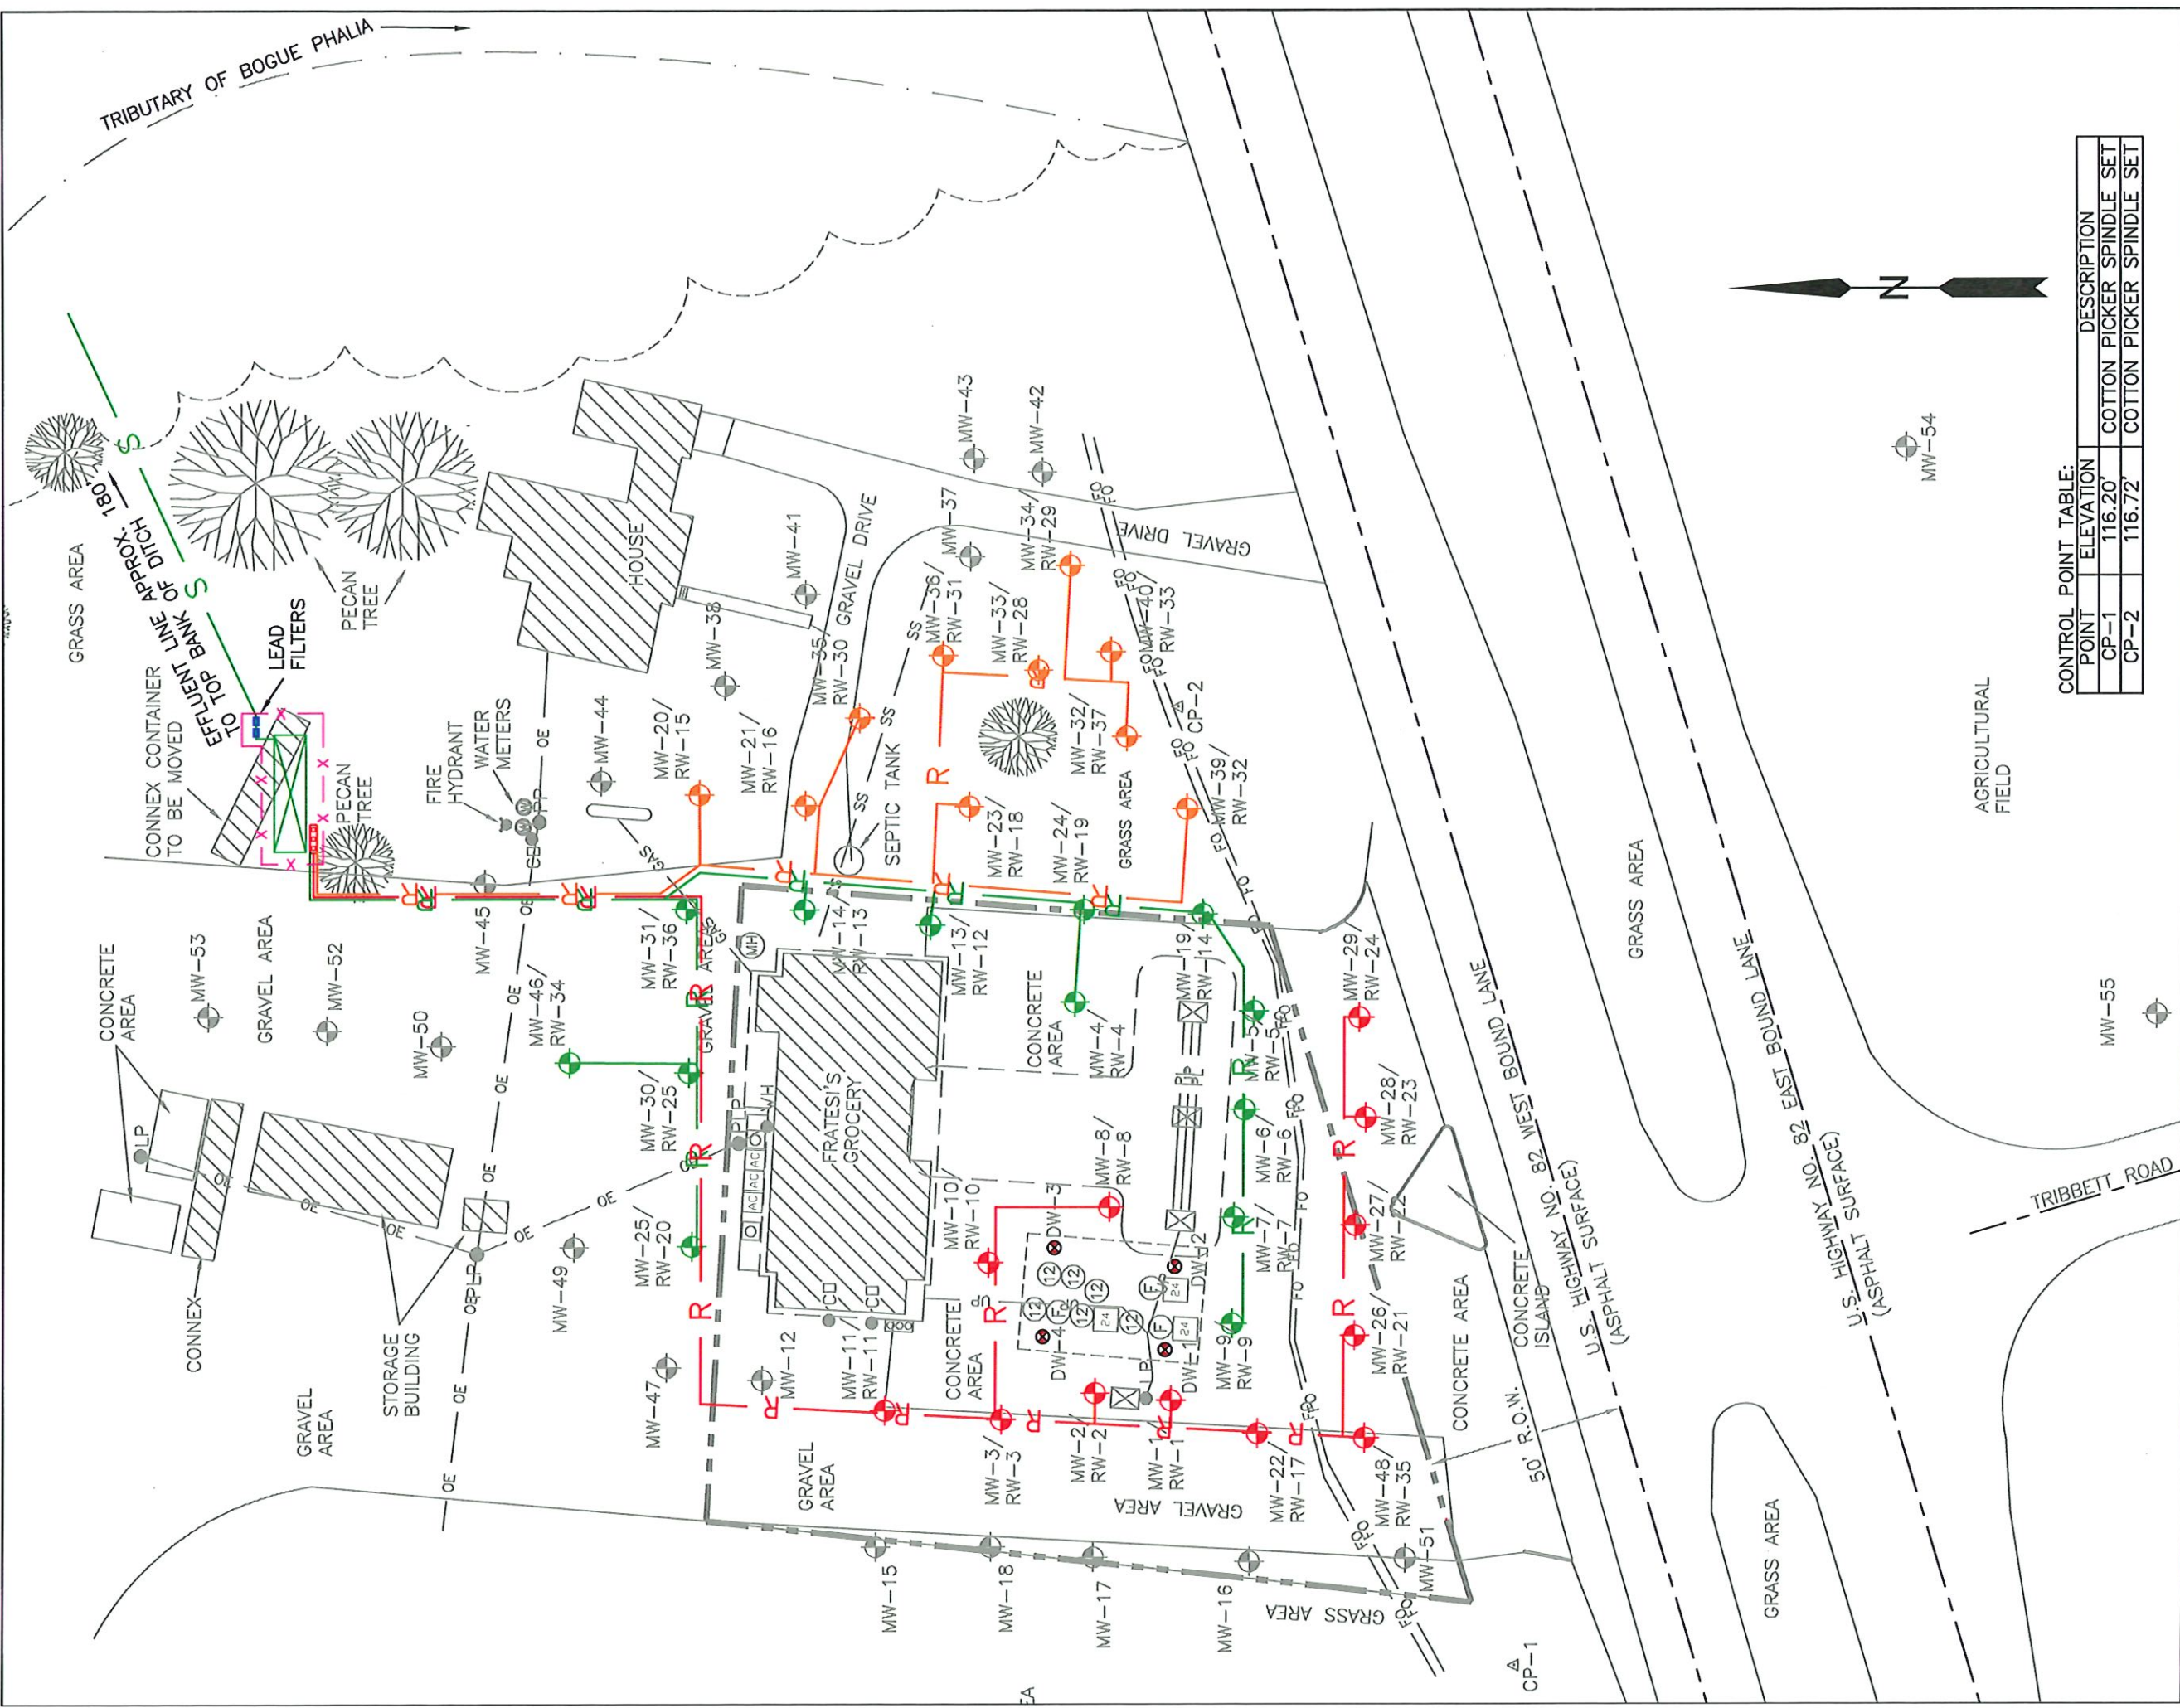 TRIBUTARY OF BOGUE PHALIA
GRASS AREA
EFFLUENT LINE APPROX. 180'
TO TOP BANK OF DITCH
S
S
LEAD
FILTERS
CONNEX CONTAINER
TO BE MOVED
PECAN
TREE
PECAN
TREE
HOUSE
FIRE
HYDRANT
WATER
METERS
MW-44
MW-38
MW-41
MW-43
MW-42
MW-37
MW-20/
RW-15
MW-21/
RW-16
MW-35/
RW-30
GRAVEL DRIVE
MW-36/
RW-31
MW-34/
RW-29
MW-33/
RW-28
MW-40/
RW-33
GRAVEL DRIVE
MW-32/
RW-37
CP-2
MW-39/
RW-32
SEPTIC TANK
MW-23/
RW-18
MW-24/
RW-19
GRASS AREA
CONCRETE
AREA
MW-53
GRAVEL AREA
MW-52
MW-50
MW-45
MW-46/
RW-34
MW-31/
RW-36
GRAVEL AREA
MW-30/
RW-25
MW-25/
RW-20
MH
GAS
GAS
MW-14/
RW-13
MW-13/
RW-12
CONCRETE
AREA
MW-4/
RW-4
MW-19/
RW-14
MW-5/
RW-5
MW-29/
RW-24
MW-28/
RW-23
MW-6/
RW-6
MW-7/
RW-7
MW-27/
RW-22
MW-8/
RW-8
MW-10/
RW-10
FRATESI'S
GROCERY
AC
AC
AC
CO
CO
DW-3
DW-2
DW-4
DW-1
MW-9/
RW-9
MW-26/
RW-21
CONCRETE
ISLAND
CONCRETE AREA
CONNEX
STORAGE
BUILDING
GRAVEL
AREA
MW-49
MW-47
MW-12
MW-11/
RW-11
CONCRETE
AREA
GRAVEL
AREA
MW-3/
RW-3
MW-2/
RW-2
MW-1/
RW-1
GRAVEL AREA
MW-22/
RW-17
MW-48/
RW-35
MW-51
50' R.O.W.
MW-15
MW-18
MW-17
MW-16
GRASS AREA
CP-1
U.S. HIGHWAY NO. 82 WEST BOUND LANE
(ASPHALT SURFACE)
GRASS AREA
U.S. HIGHWAY NO. 82 EAST BOUND LANE
(ASPHALT SURFACE)
GRASS AREA
TRIBBETT ROAD
AGRICULTURAL
FIELD
MW-54
MW-55
N
CONTROL POINT TABLE:
POINT ELEVATION DESCRIPTION
CP-1 116.20' COTTON PICKER SPINDLE SET
CP-2 116.72' COTTON PICKER SPINDLE SET